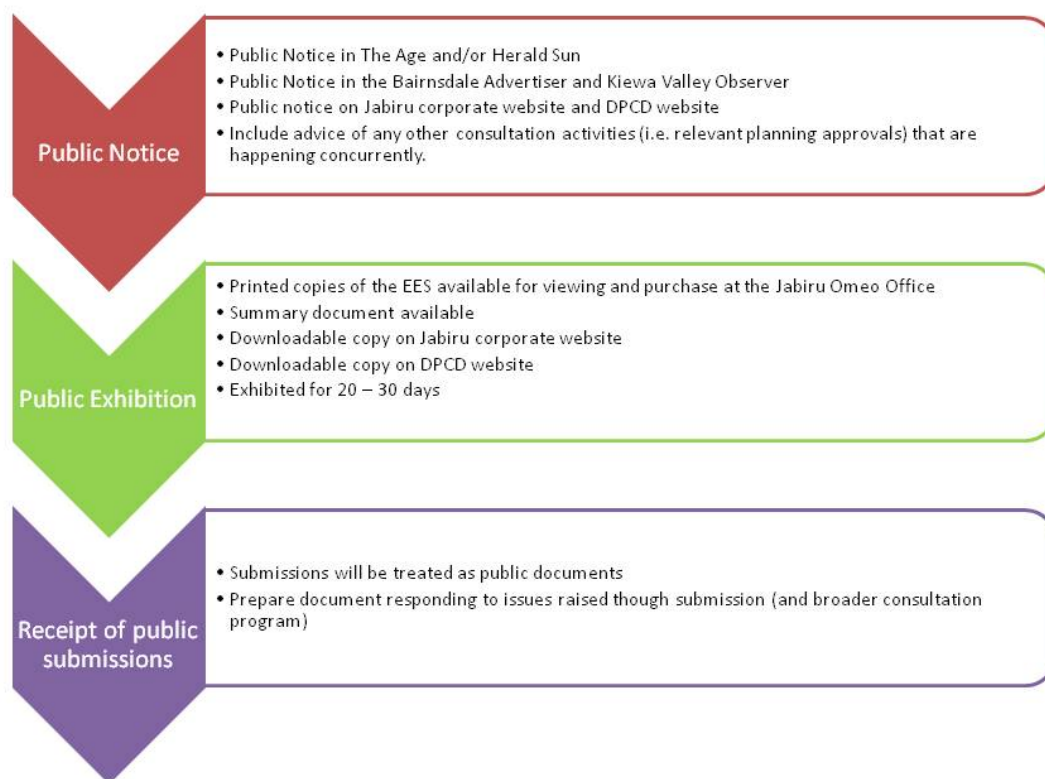 Public Notice
• Public Notice in The Age and/or Herald Sun
• Public Notice in the Bairnsdale Advertiser and Kiewa Valley Observer
• Public notice on Jabiru corporate website and DPCD website
• Include advice of any other consultation activities (i.e. relevant planning approvals) that are
happening concurrently.
Public Exhibition
• Printed copies of the EES available for viewing and purchase at the Jabiru Omeo Office
• Summary document available
• Downloadable copy on Jabiru corporate website
• Downloadable copy on DPCD website
• Exhibited for 20 – 30 days
Receipt of public
submissions
• Submissions will be treated as public documents
• Prepare document responding to issues raised though submission (and broader consultation
program)